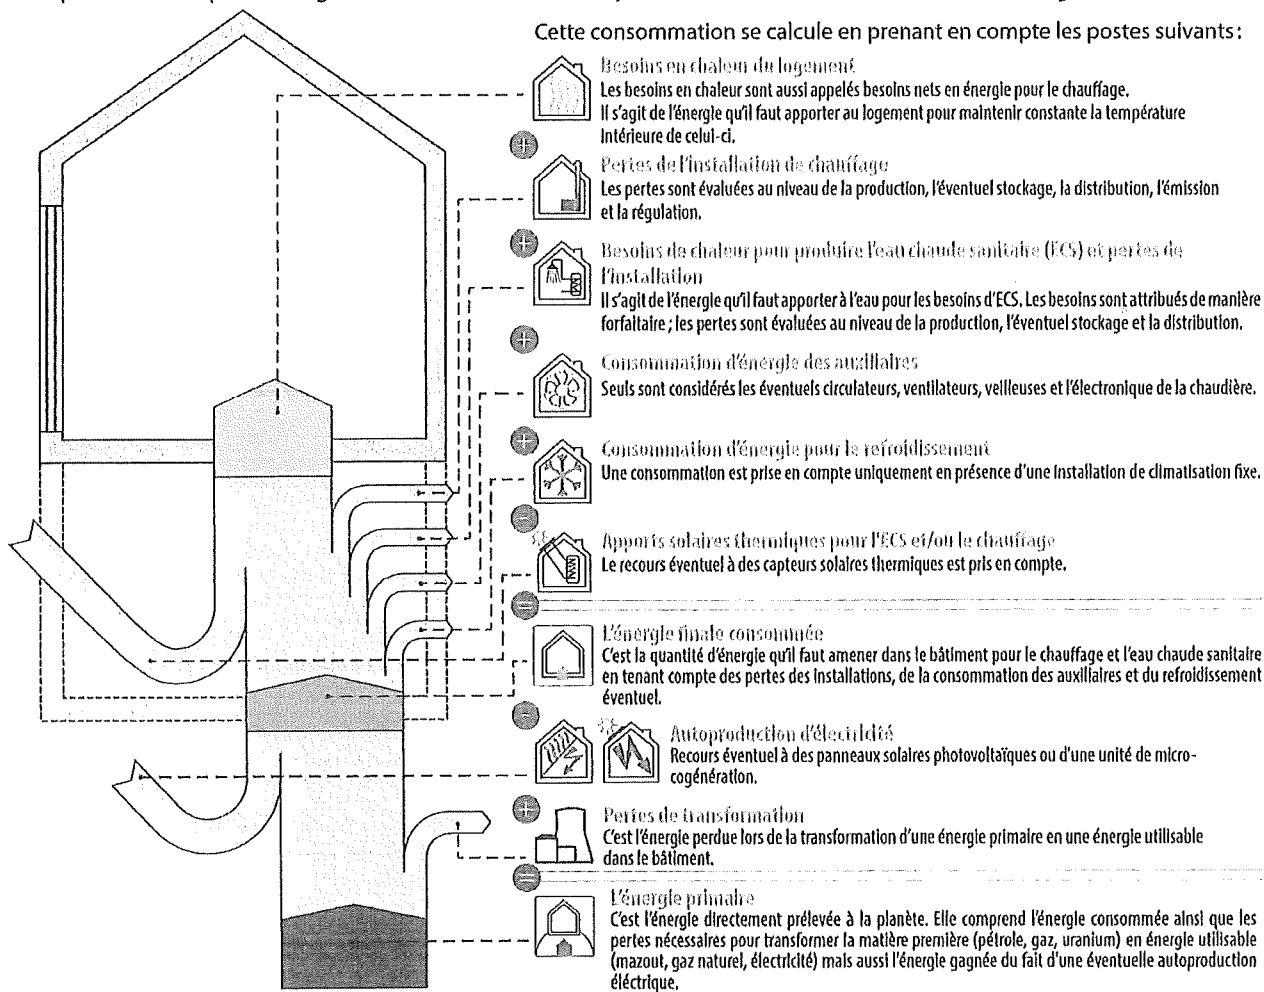 Cette consommation se calcule en prenant en compte les postes suivants :
Besoins en chaleur du logement
Les besoins en chaleur sont aussi appelés besoins nets en énergie pour le chauffage.
Il s'agit de l'énergie qu'il faut apporter au logement pour maintenir constante la température
intérieure de celui-ci.
+
Pertes de l'installation de chauffage
Les pertes sont évaluées au niveau de la production, l'éventuel stockage, la distribution, l'émission
et la régulation.
+
Besoins de chaleur pour produire l'eau chaude sanitaire (ECS) et pertes de
l'installation
Il s'agit de l'énergie qu'il faut apporter à l'eau pour les besoins d'ECS. Les besoins sont attribués de manière
forfaitaire ; les pertes sont évaluées au niveau de la production, l'éventuel stockage et la distribution.
+
Consommation d'énergie des auxiliaires
Seuls sont considérés les éventuels circulateurs, ventilateurs, veilleuses et l'électronique de la chaudière.
+
Consommation d'énergie pour le refroidissement
Une consommation est prise en compte uniquement en présence d'une installation de climatisation fixe.
-
Apports solaires thermiques pour l'ECS et/ou le chauffage
Le recours éventuel à des capteurs solaires thermiques est pris en compte.
=
L'énergie finale consommée
C'est la quantité d'énergie qu'il faut amener dans le bâtiment pour le chauffage et l'eau chaude sanitaire
en tenant compte des pertes des installations, de la consommation des auxiliaires et du refroidissement
éventuel.
-
Autoproduction d'électricité
Recours éventuel à des panneaux solaires photovoltaïques ou d'une unité de micro-
cogénération.
+
Pertes de transformation
C'est l'énergie perdue lors de la transformation d'une énergie primaire en une énergie utilisable
dans le bâtiment.
=
L'énergie primaire
C'est l'énergie directement prélevée à la planète. Elle comprend l'énergie consommée ainsi que les
pertes nécessaires pour transformer la matière première (pétrole, gaz, uranium) en énergie utilisable
(mazout, gaz naturel, électricité) mais aussi l'énergie gagnée du fait d'une éventuelle autoproduction
éléctrique.